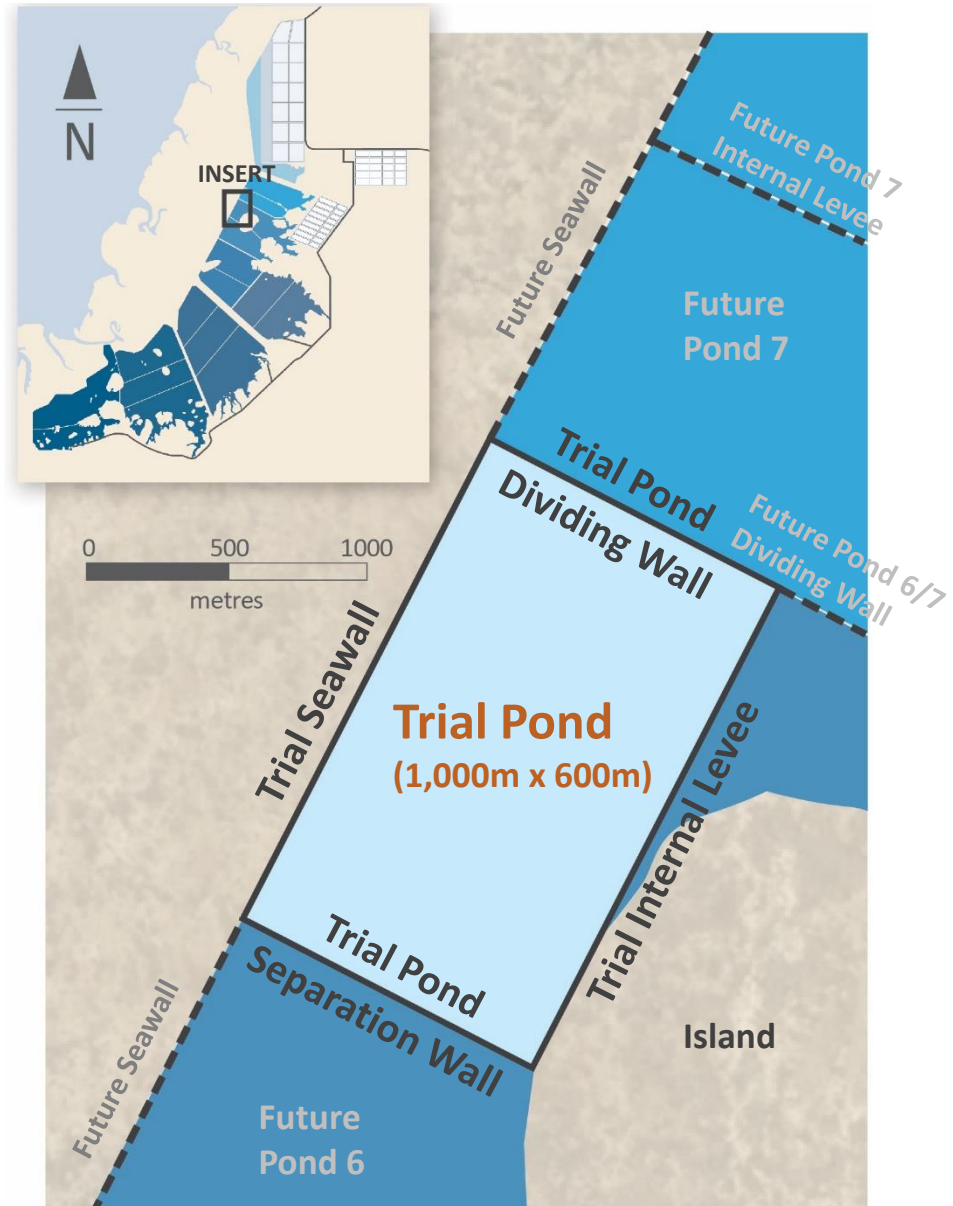 N
INSERT
Future Pond 7
Internal Levee
Future Seawall
Future
Pond 7
Trial Pond
Dividing Wall
Future Pond 6/7
Dividing Wall
0 500 1000
metres
Trial Seawall
Trial Pond
(1,000m x 600m)
Trial Internal Levee
Trial Pond
Separation Wall
Island
Future Seawall
Future
Pond 6